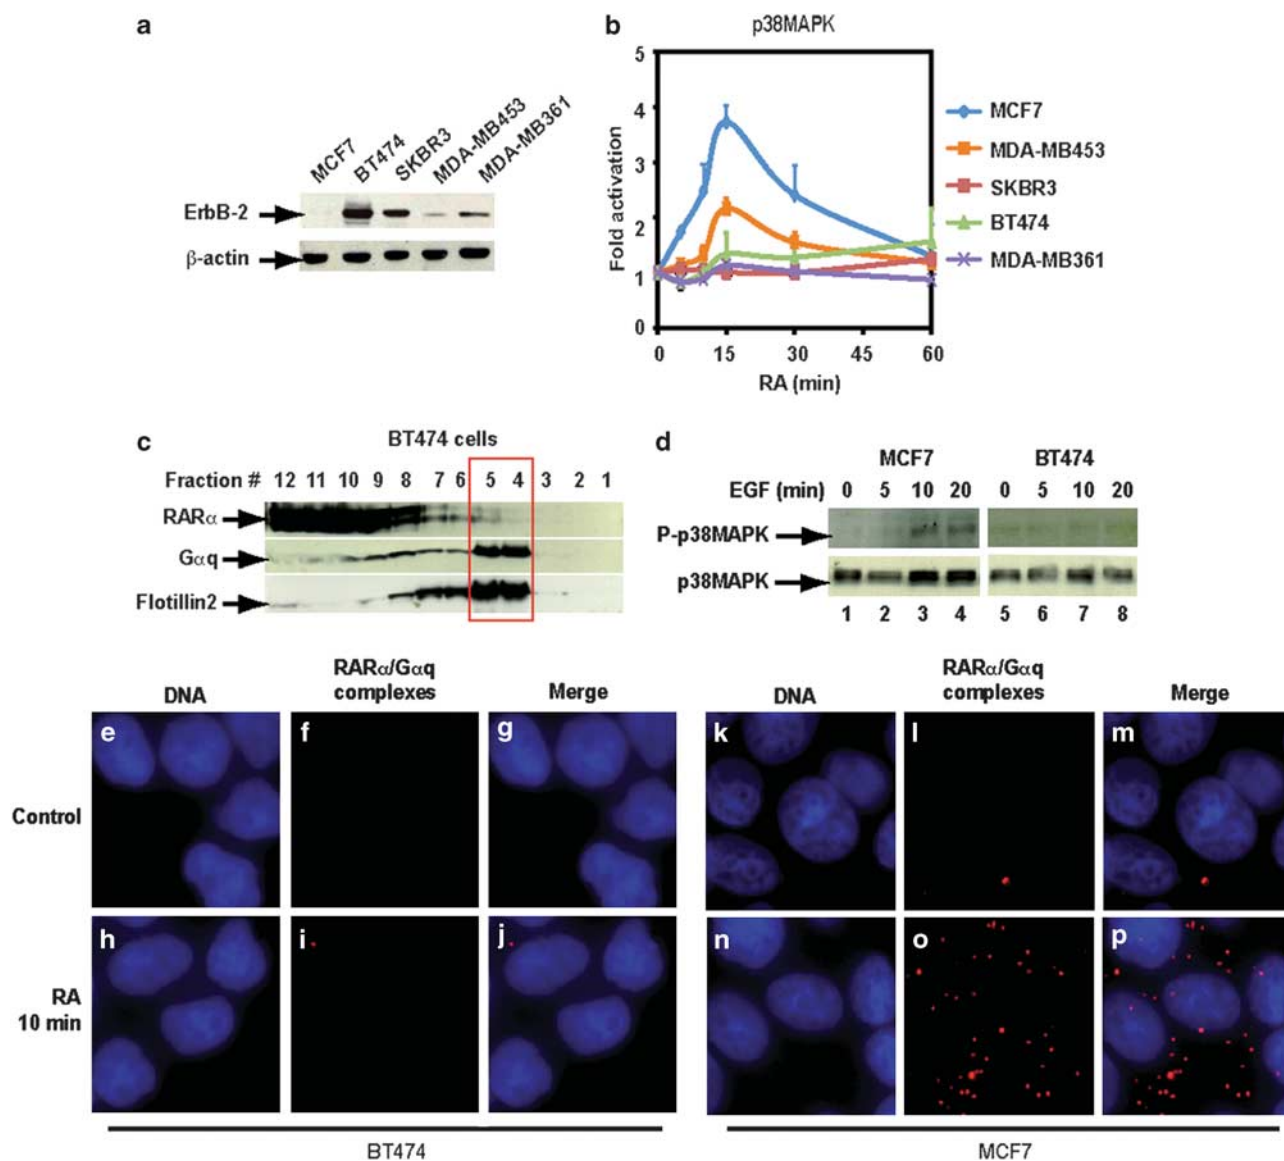 a
MCF7
BT474
SKBR3
MDA-MB453
MDA-MB361
ErbB-2
β-actin
b
p38MAPK
Fold activation
5
4
3
2
1
0
0 15 30 45 60
RA (min)
MCF7
MDA-MB453
SKBR3
BT474
MDA-MB361
c
BT474 cells
Fraction # 12 11 10 9 8 7 6 5 4 3 2 1
RARα
Gαq
Flotillin2
d
MCF7 BT474
EGF (min) 0 5 10 20 0 5 10 20
P-p38MAPK
p38MAPK
1 2 3 4 5 6 7 8
DNA
RARα/Gαq
complexes
Merge
DNA
RARα/Gαq
complexes
Merge
Control
e f g k l m
RA
10 min
h i j n o p
BT474
MCF7